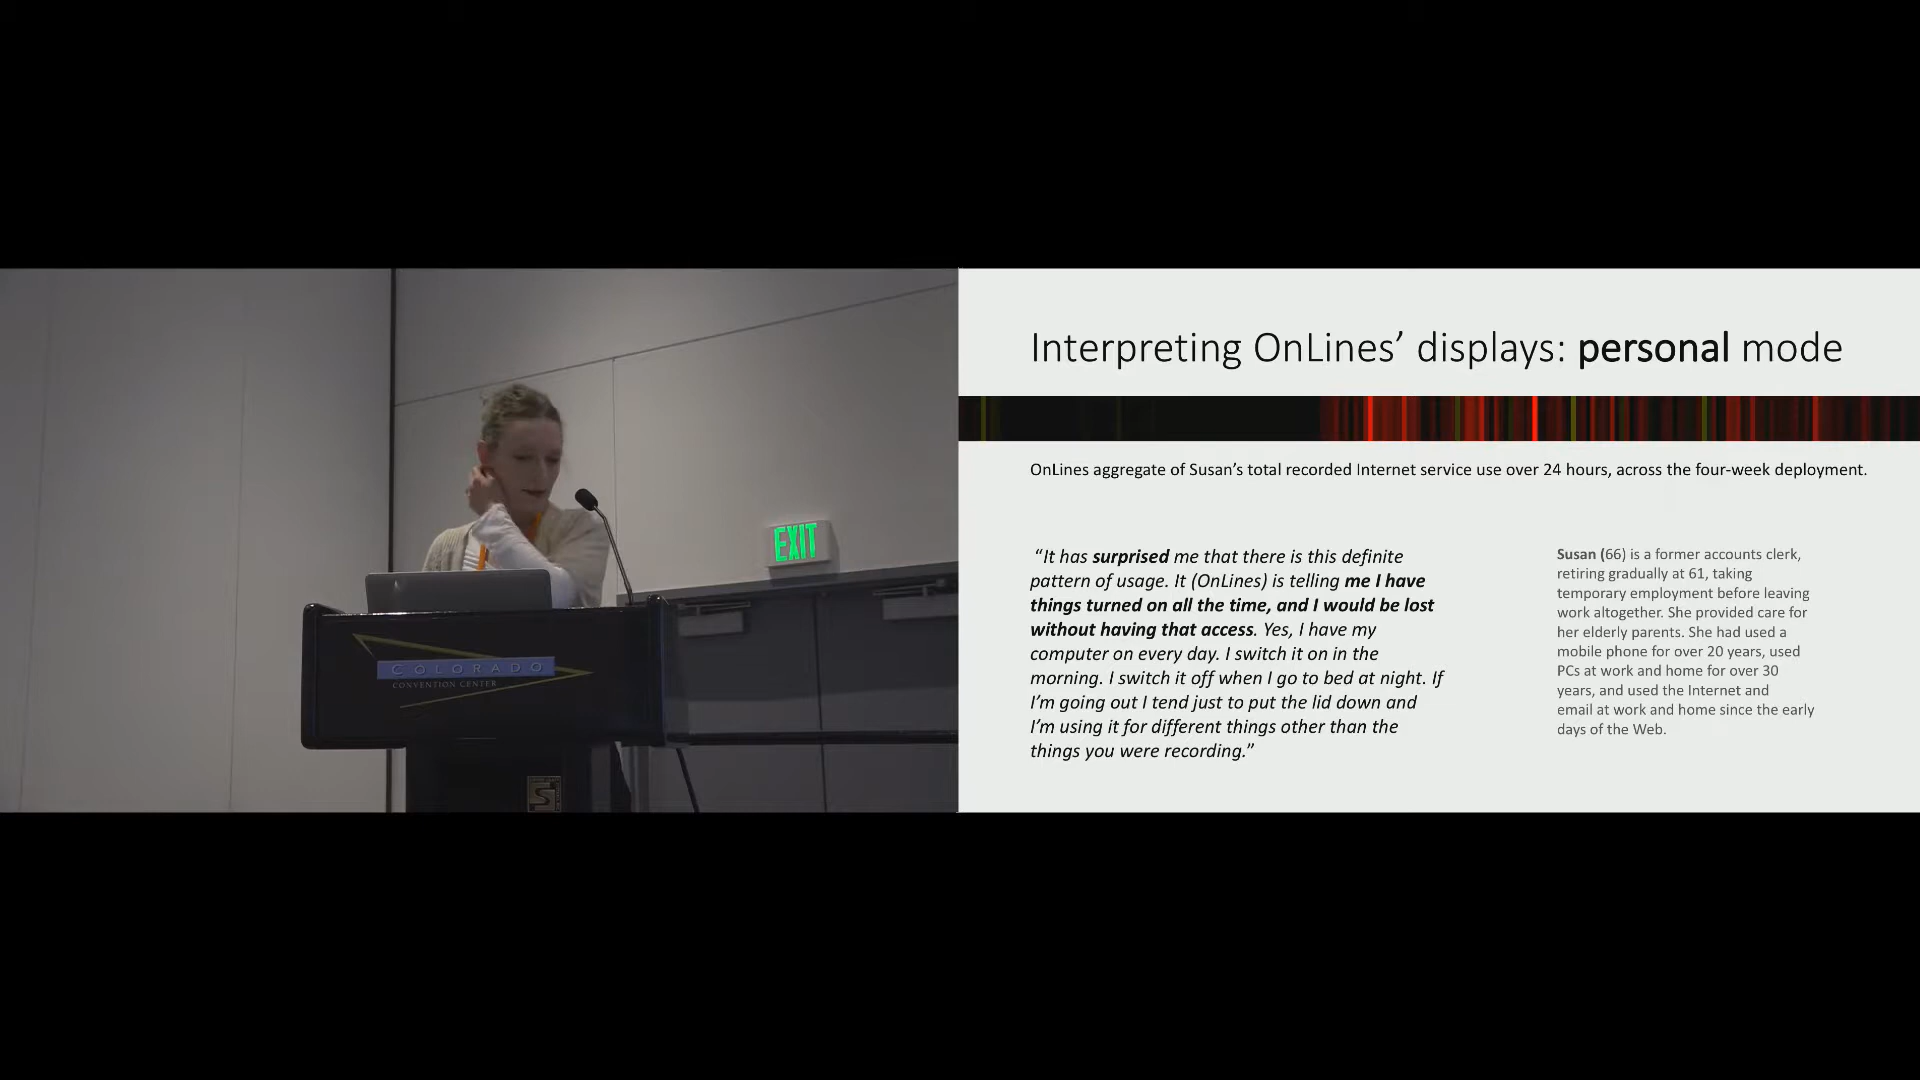 EXIT
COLORADO
CONVENTION CENTER
Interpreting OnLines’ displays: personal mode
OnLines aggregate of Susan’s total recorded Internet service use over 24 hours, across the four-week deployment.
“It has surprised me that there is this definite
pattern of usage. It (OnLines) is telling me I have
things turned on all the time, and I would be lost
without having that access. Yes, I have my
computer on every day. I switch it on in the
morning. I switch it off when I go to bed at night. If
I’m going out I tend just to put the lid down and
I’m using it for different things other than the
things you were recording.”
Susan (66) is a former accounts clerk,
retiring gradually at 61, taking
temporary employment before leaving
work altogether. She provided care for
her elderly parents. She had used a
mobile phone for over 20 years, used
PCs at work and home for over 30
years, and used the Internet and
email at work and home since the early
days of the Web.